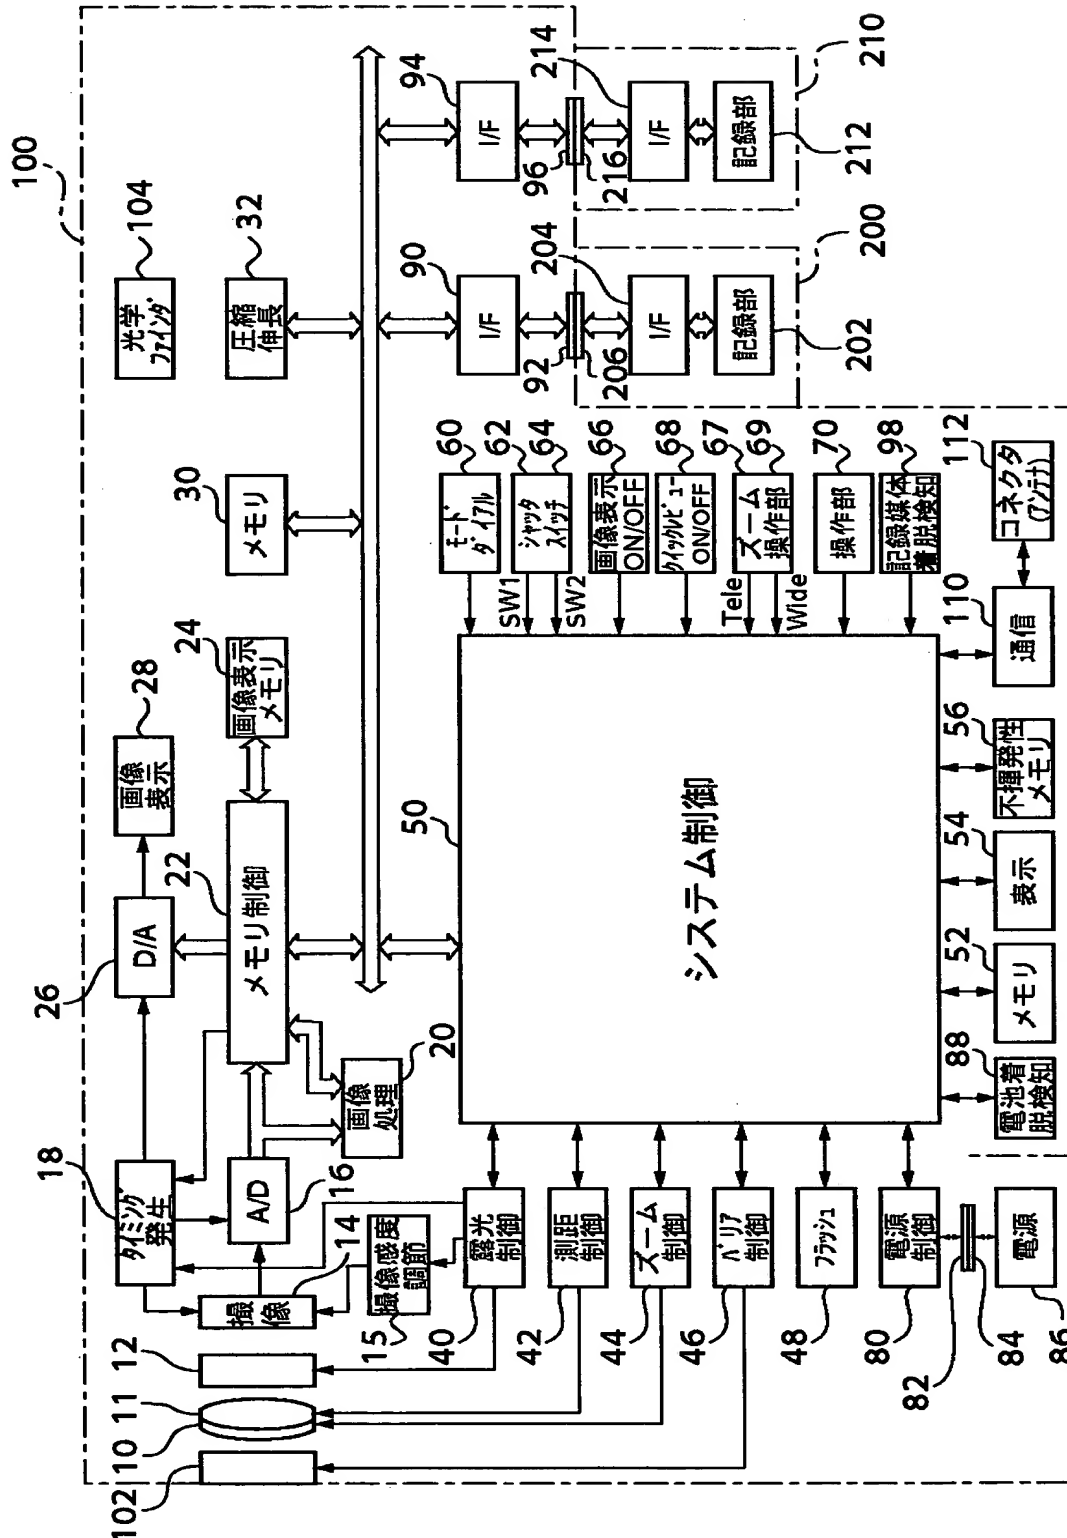 100
102
10
11
12
撮
像
14
撮像感度
調節
15
タイミング
発生
18
A/D
16
画像
処理
20
D/A
26
メモリ制御
22
画像
表示
28
画像表示
メモリ
24
メモリ
30
圧縮
伸長
32
光学
ファインダ
104
システム制御
50
露光
制御
40
測距
制御
42
ズーム
制御
44
バリア
制御
46
フラッシュ
48
電源
制御
80
82
84
電源
86
モード
ダイアル
60
シャッタ
スイッチ
62
64
SW1
SW2
画像表示
ON/OFF
66
クイックレビュー
ON/OFF
68
ズーム
操作部
67
69
Tele
Wide
操作部
70
記録媒体
着脱検知
98
電池着
脱検知
88
メモリ
52
表示
54
不揮発性
メモリ
56
通信
110
コネクタ
(アンテナ)
112
I/F
90
92
206
I/F
204
記録部
202
200
I/F
94
96
216
I/F
214
記録部
212
210